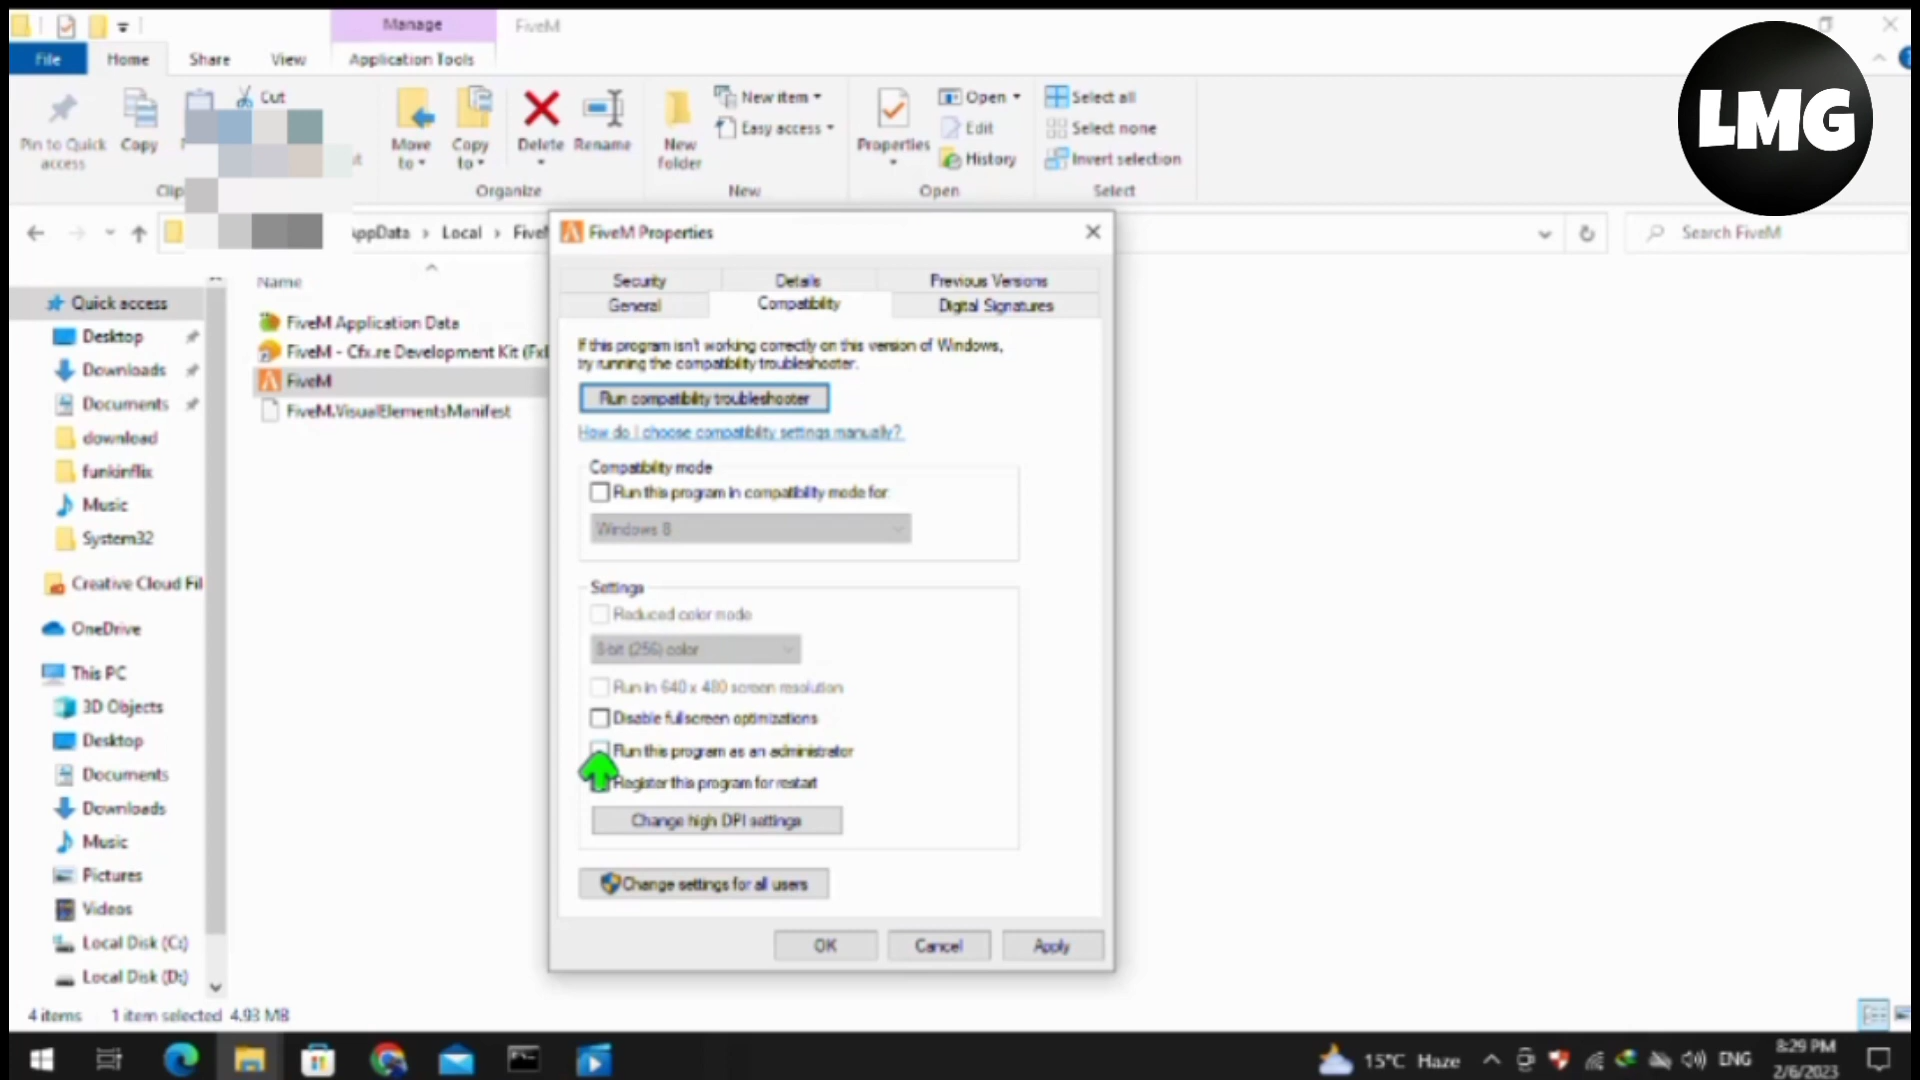 Manage
FiveM
File
Home
Share
View
Application Tools
LMG
Pin to Quick access
Copy
Cut
Move to
Copy to
Delete
Rename
New folder
New item
Easy access
Properties
Open
Edit
History
Select all
Select none
Invert selection
Organize
New
Open
Select
AppData > Local >
Search FiveM
FiveM Properties
Security
Details
Previous Versions
General
Compatibility
Digital Signatures
If this program isn't working correctly on this version of Windows,
try running the compatibility troubleshooter.
Run compatibility troubleshooter
How do I choose compatibility settings manually?
Compatibility mode
Run this program in compatibility mode for:
Windows 8
Settings
Reduced color mode
8-bit (256) color
Run in 640 x 480 screen resolution
Disable fullscreen optimizations
Run this program as an administrator
Register this program for restart
Change high DPI settings
Change settings for all users
OK
Cancel
Apply
Name
FiveM Application Data
FiveM - Cfx.re Development Kit
FiveM
FiveM.VisualElementsManifest
Quick access
Desktop
Downloads
Documents
download
funkinflix
Music
System32
Creative Cloud Fil
OneDrive
This PC
3D Objects
Desktop
Documents
Downloads
Music
Pictures
Videos
Local Disk (C:)
Local Disk (D:)
4 items
1 item selected 4.93 MB
15°C Haze
ENG
8:29 PM
2/6/2023